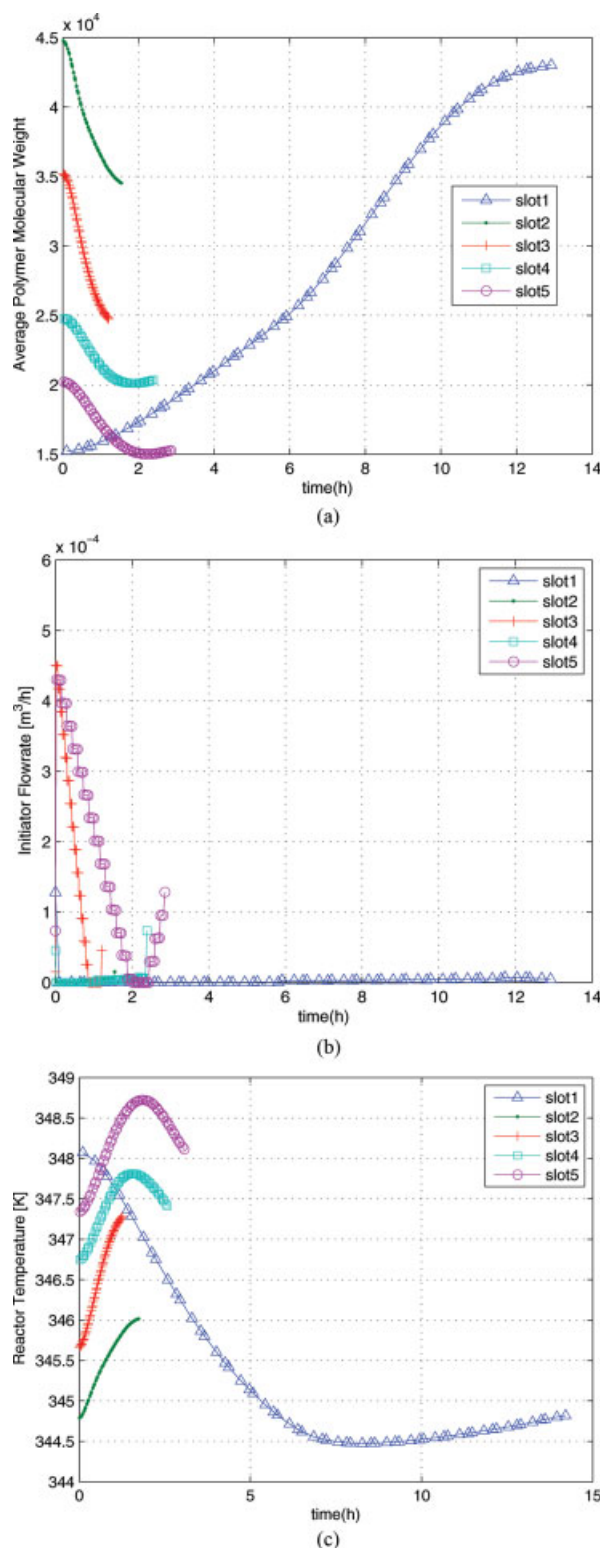 x 10⁴
4.5
4
3.5
3
2.5
2
1.5
Average Polymer Molecular Weight
slot1
slot2
slot3
slot4
slot5
0 2 4 6 8 10 12 14
time(h)
(a)
x 10⁻⁴
6
5
4
3
2
1
0
Initiator Flowrate [m³/h]
slot1
slot2
slot3
slot4
slot5
0 2 4 6 8 10 12 14
time(h)
(b)
349
348.5
348
347.5
347
346.5
346
345.5
345
344.5
344
Reactor Temperature [K]
slot1
slot2
slot3
slot4
slot5
0 5 10 15
time(h)
(c)